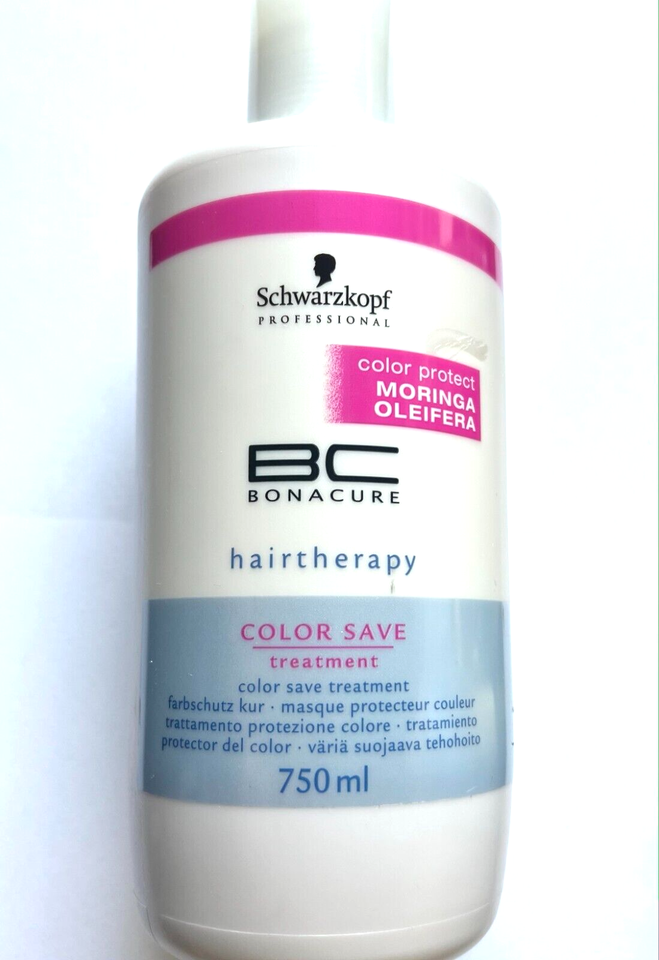 Schwarzkopf
PROFESSIONAL
color protect
MORINGA
OLEIFERA
BC
BONACURE
hairtherapy
COLOR SAVE
treatment
color save treatment
farbschutz kur · masque protecteur couleur
trattamento protezione colore · tratamiento
protector del color · väriä suojaava tehohoito
750 ml